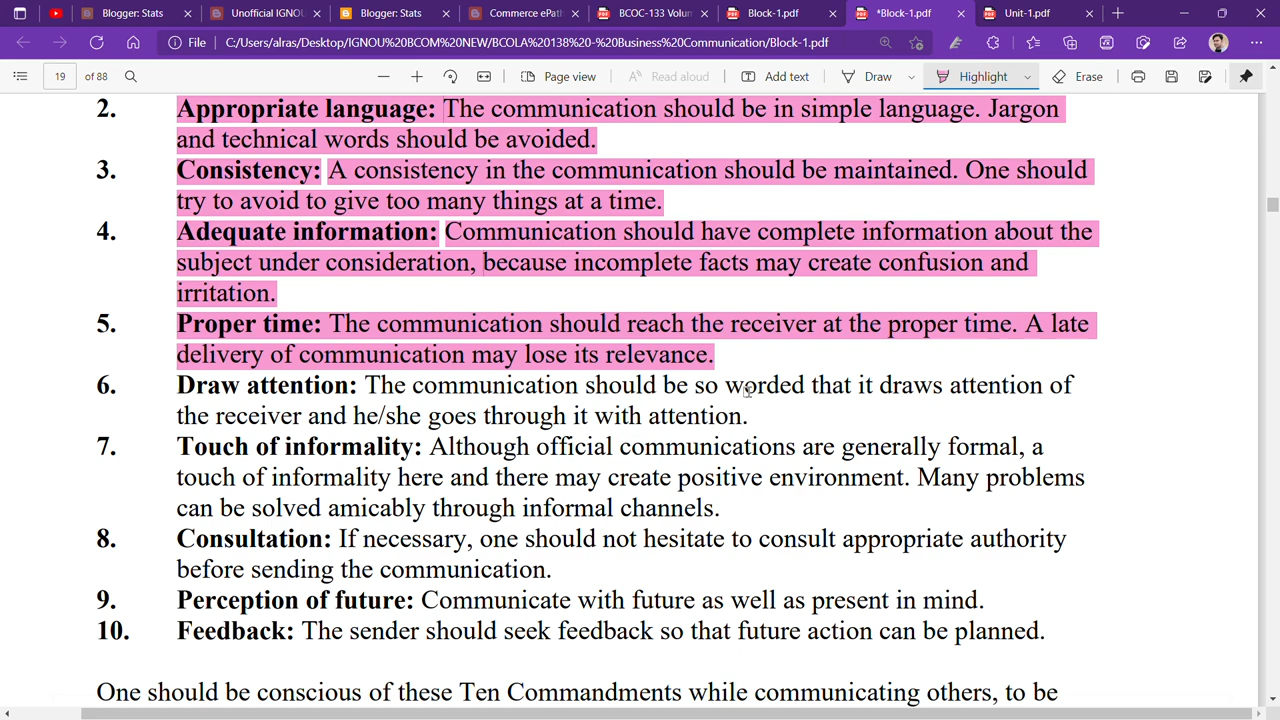 Blogger: Stats
Unofficial IGNOU
Blogger: Stats
Commerce ePath
BCOC-133 Volum
Block-1.pdf
*Block-1.pdf
Unit-1.pdf
File
C:/Users/alras/Desktop/IGNOU%20BCOM%20NEW/BCOLA%20138%20-%20Business%20Communication/Block-1.pdf
19 of 88
Page view
Read aloud
Add text
Draw
Highlight
Erase
2. Appropriate language: The communication should be in simple language. Jargon
and technical words should be avoided.
3. Consistency: A consistency in the communication should be maintained. One should
try to avoid to give too many things at a time.
4. Adequate information: Communication should have complete information about the
subject under consideration, because incomplete facts may create confusion and
irritation.
5. Proper time: The communication should reach the receiver at the proper time. A late
delivery of communication may lose its relevance.
6. Draw attention: The communication should be so worded that it draws attention of
the receiver and he/she goes through it with attention.
7. Touch of informality: Although official communications are generally formal, a
touch of informality here and there may create positive environment. Many problems
can be solved amicably through informal channels.
8. Consultation: If necessary, one should not hesitate to consult appropriate authority
before sending the communication.
9. Perception of future: Communicate with future as well as present in mind.
10. Feedback: The sender should seek feedback so that future action can be planned.
One should be conscious of these Ten Commandments while communicating others, to be